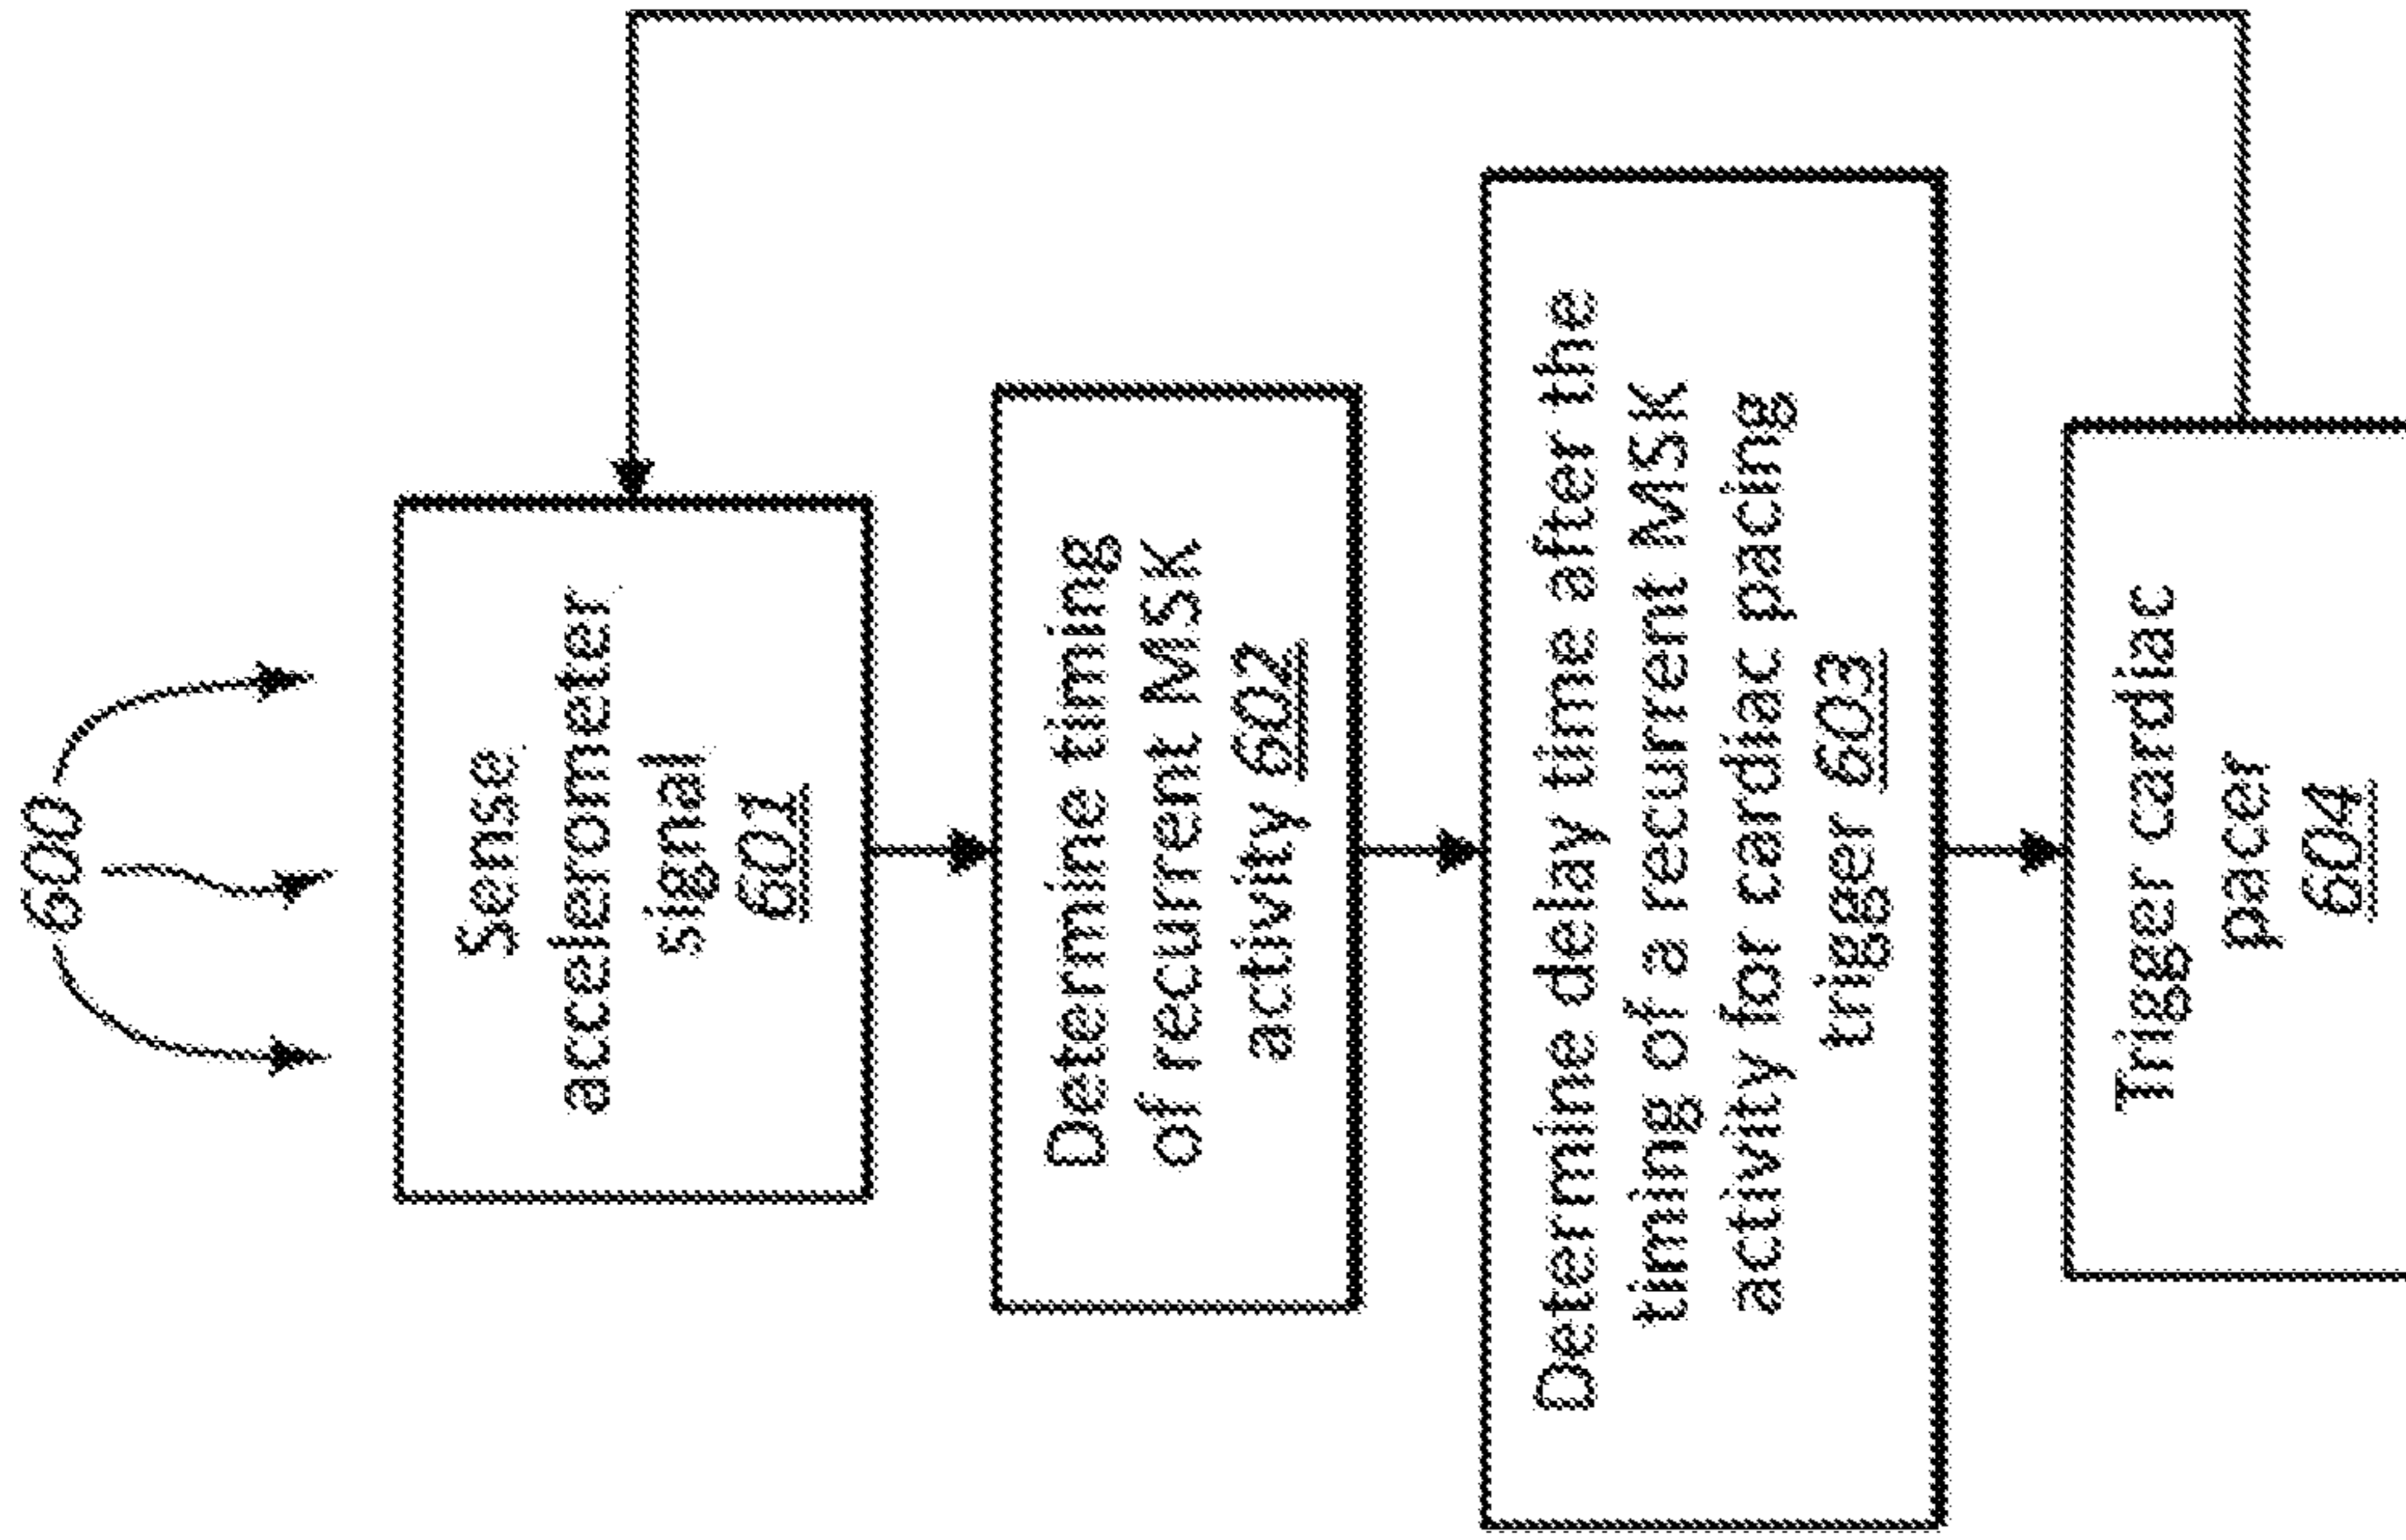 600
Sense
accelerometer
signal
601
Determine timing
of recurrent MSK
activity 602
Determine delay time after the
timing of a recurrent MSK
activity for cardiac pacing
trigger 603
Trigger cardiac
pacer
604